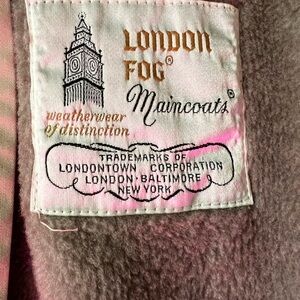 LONDON
FOG®
Maincoats®
weatherwear
of distinction
TRADEMARKS OF
LONDONTOWN CORPORATION
LONDON · BALTIMORE
NEW YORK